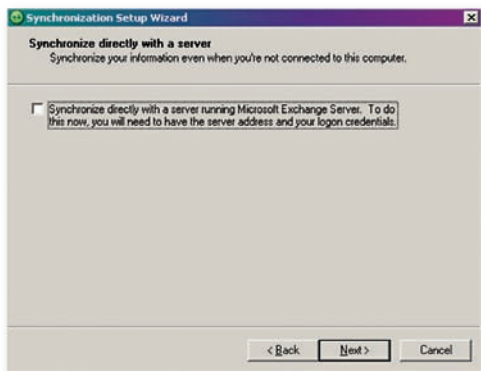 Synchronization Setup Wizard
Synchronize directly with a server
Synchronize your information even when you're not connected to this computer.
Synchronize directly with a server running Microsoft Exchange Server. To do
this now, you will need to have the server address and your logon credentials.
< Back
Next >
Cancel